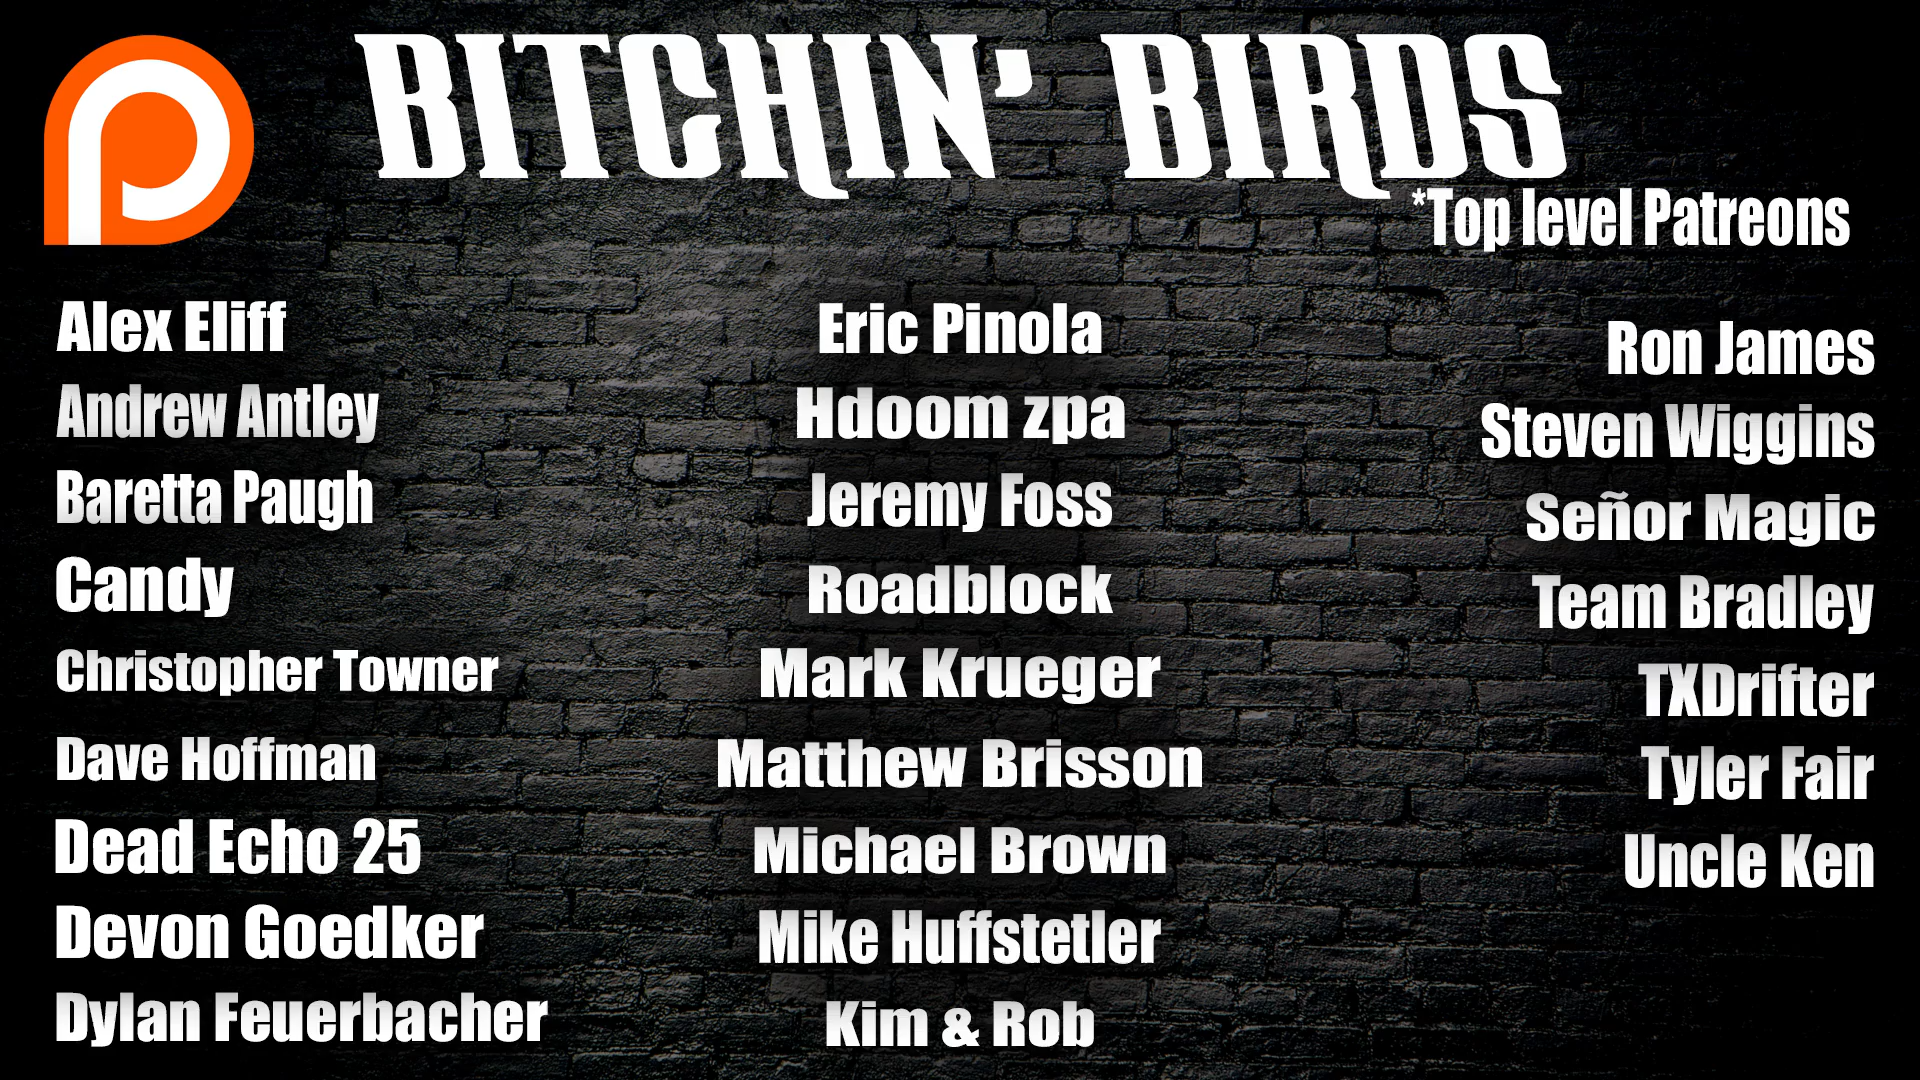 BITCHIN' BIRDS
*Top level Patreons
Alex Eliff
Andrew Antley
Baretta Paugh
Candy
Christopher Towner
Dave Hoffman
Dead Echo 25
Devon Goedker
Dylan Feuerbacher
Eric Pinola
Hdoom zpa
Jeremy Foss
Roadblock
Mark Krueger
Matthew Brisson
Michael Brown
Mike Huffstetler
Kim & Rob
Ron James
Steven Wiggins
Señor Magic
Team Bradley
TXDrifter
Tyler Fair
Uncle Ken